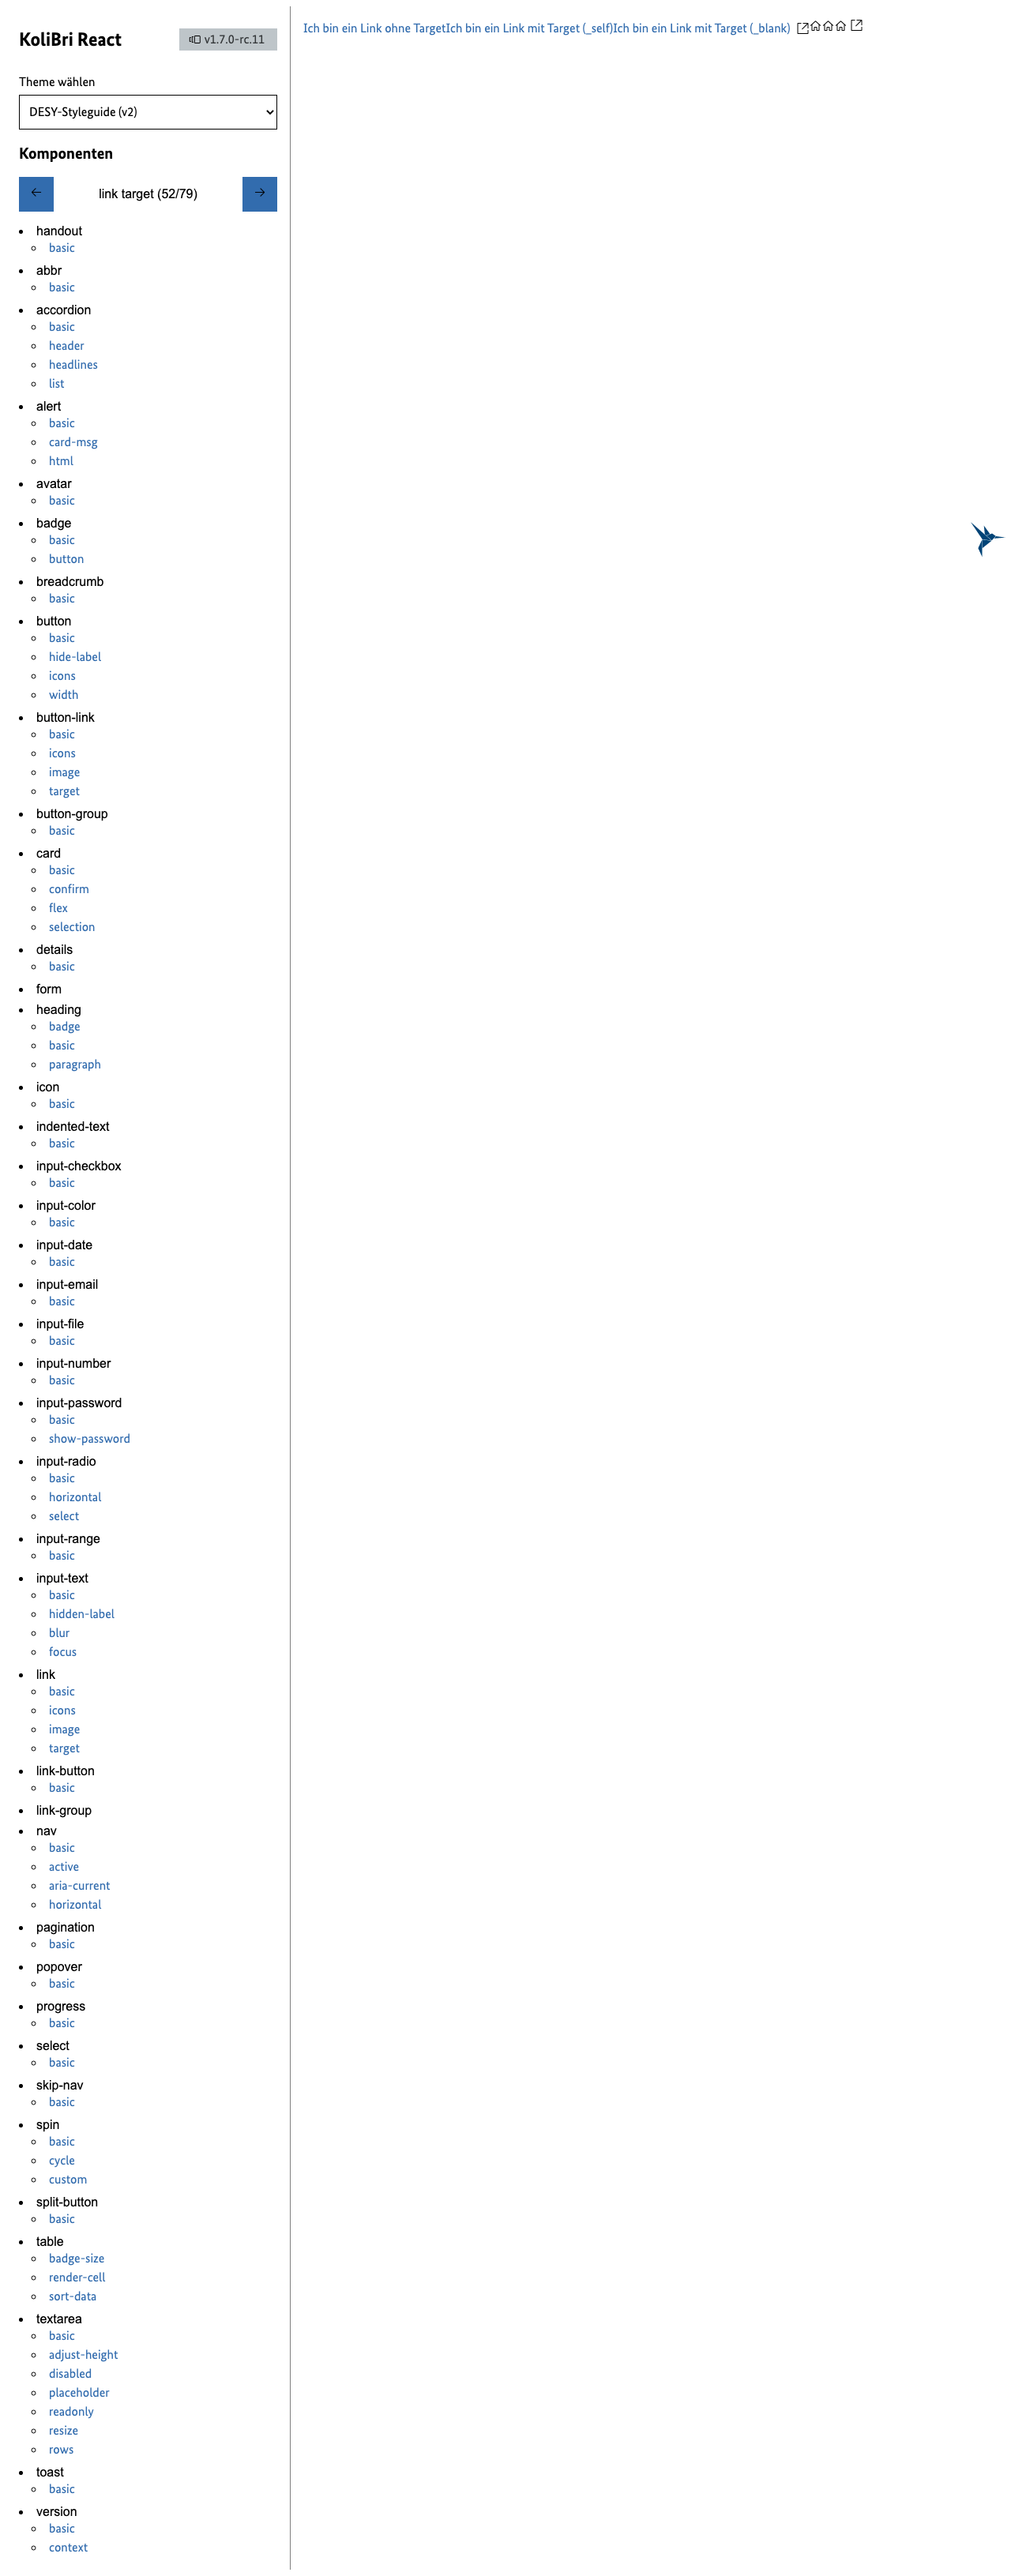 KoliBri React
v1.7.0-rc.11
Theme wählen
DESY-Styleguide (v2)
Komponenten
link target (52/79)
handout
basic
abbr
basic
accordion
basic
header
headlines
list
alert
basic
card-msg
html
avatar
basic
badge
basic
button
breadcrumb
basic
button
basic
hide-label
icons
width
button-link
basic
icons
image
target
button-group
basic
card
basic
confirm
flex
selection
details
basic
form
heading
badge
basic
paragraph
icon
basic
indented-text
basic
input-checkbox
basic
input-color
basic
input-date
basic
input-email
basic
input-file
basic
input-number
basic
input-password
basic
show-password
input-radio
basic
horizontal
select
input-range
basic
input-text
basic
hidden-label
blur
focus
link
basic
icons
image
target
link-button
basic
link-group
nav
basic
active
aria-current
horizontal
pagination
basic
popover
basic
progress
basic
select
basic
skip-nav
basic
spin
basic
cycle
custom
split-button
basic
table
badge-size
render-cell
sort-data
textarea
basic
adjust-height
disabled
placeholder
readonly
resize
rows
toast
basic
version
basic
context
Ich bin ein Link ohne TargetIch bin ein Link mit Target (_self)Ich bin ein Link mit Target (_blank)